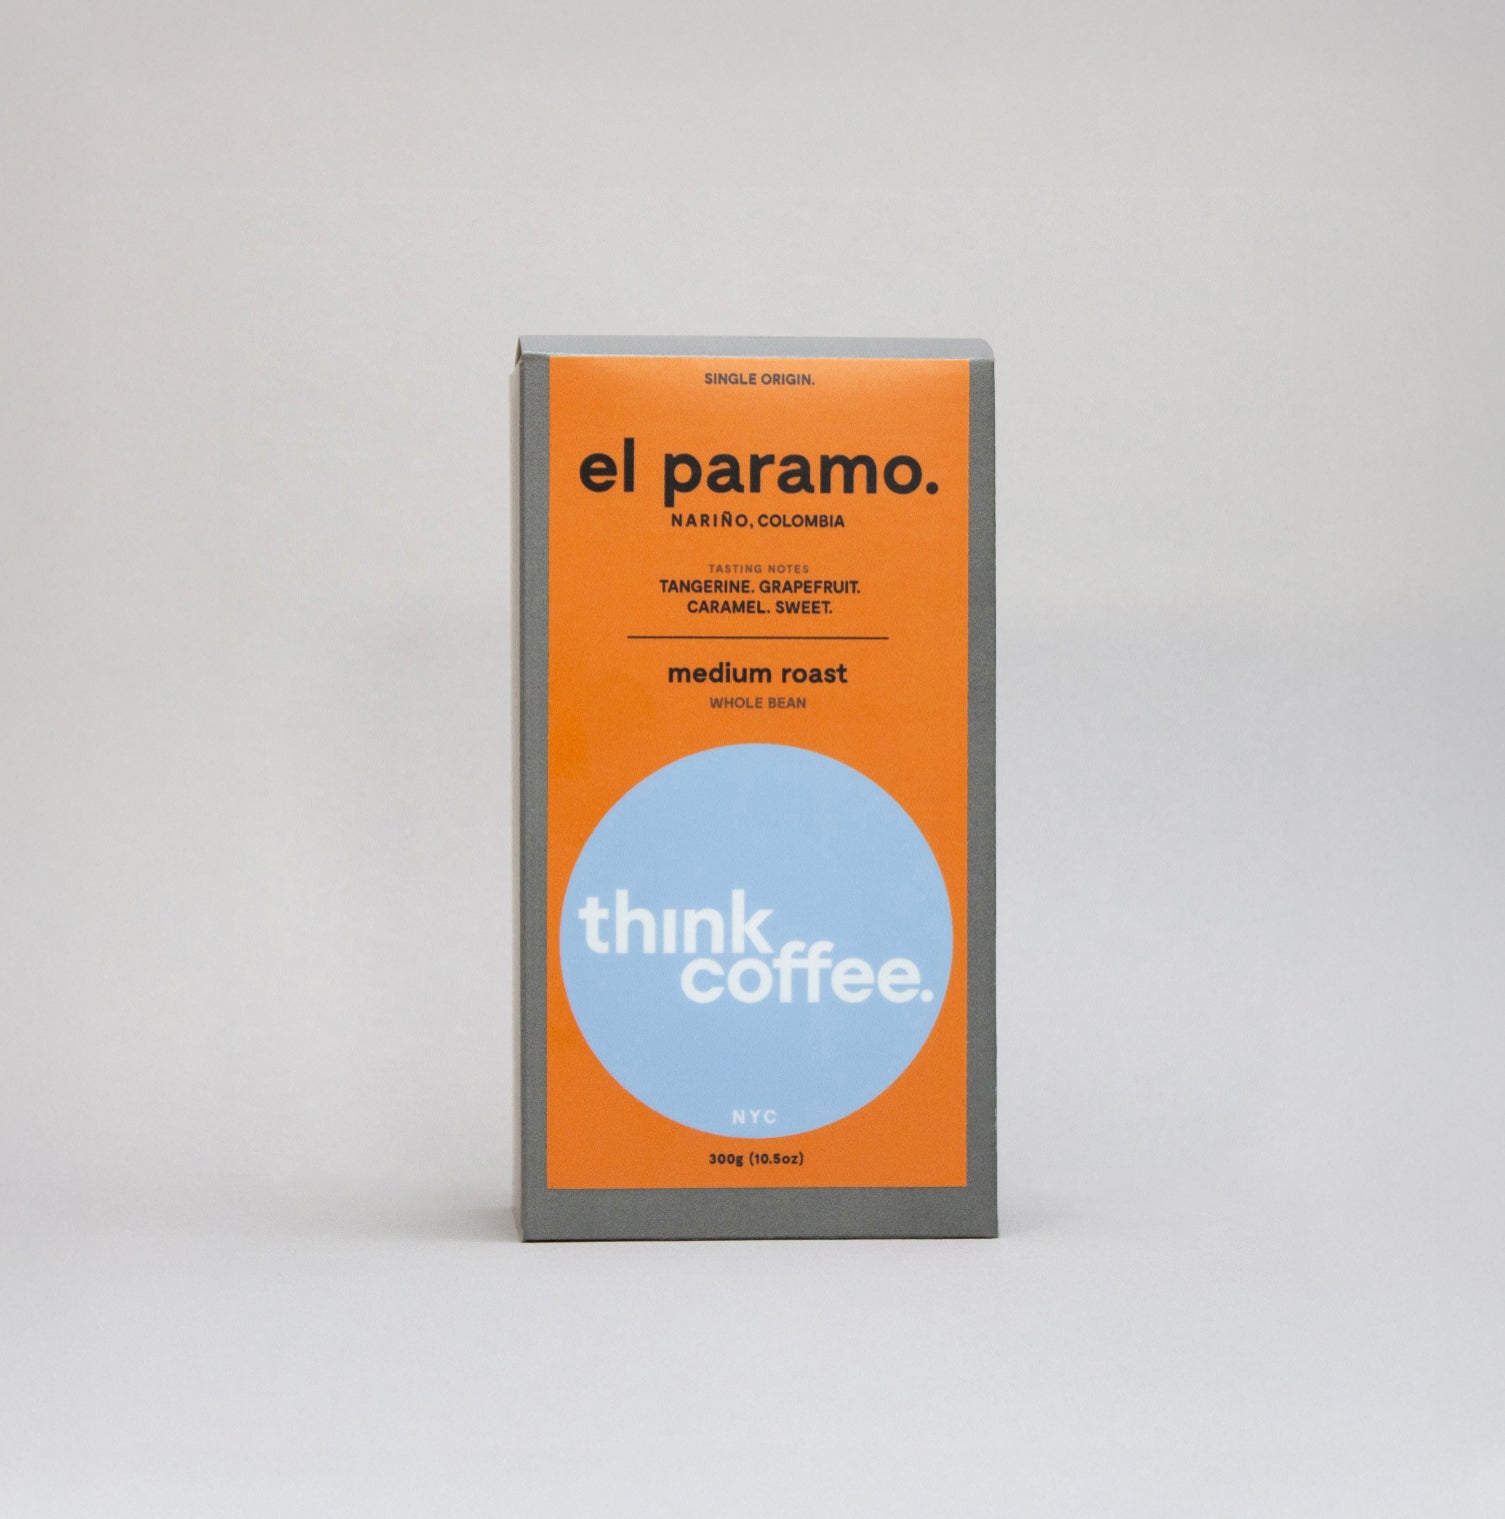 SINGLE ORIGIN.
el paramo.
NARIÑO, COLOMBIA
TASTING NOTES
TANGERINE. GRAPEFRUIT.
CARAMEL. SWEET.
medium roast
WHOLE BEAN
think
coffee.
NYC
300g (10.5oz)